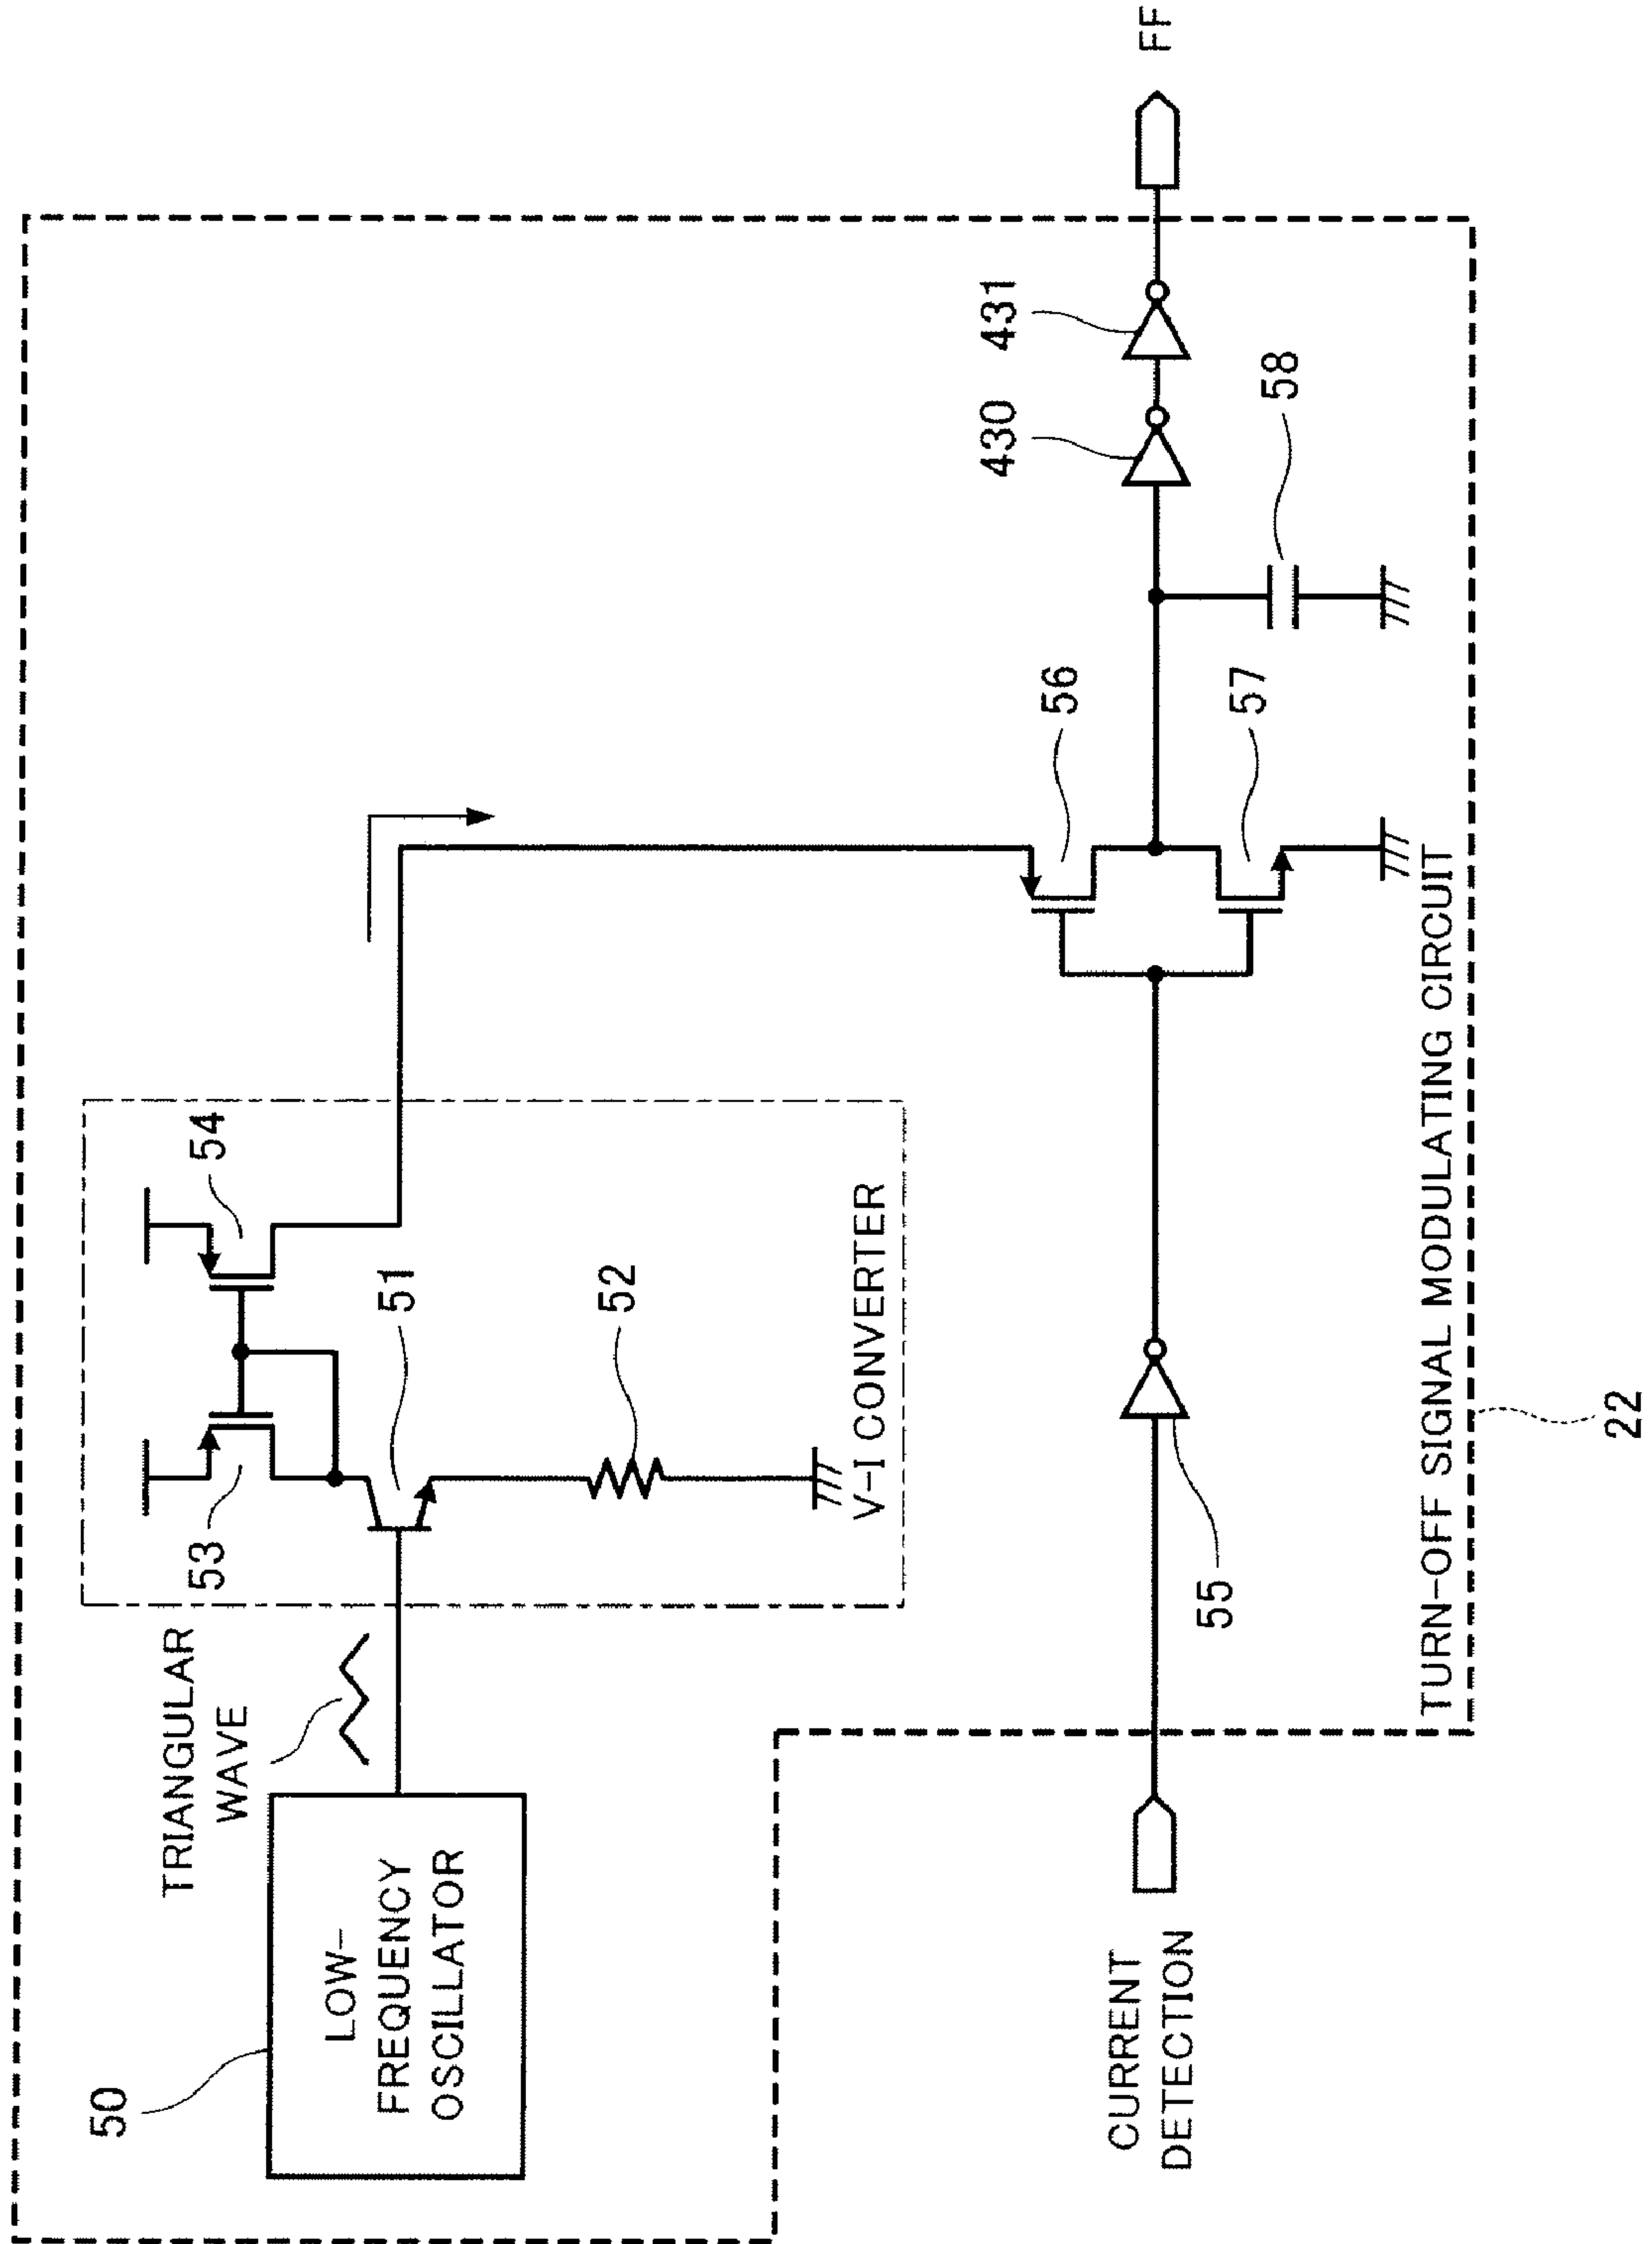 50
LOW-
FREQUENCY
OSCILLATOR
TRIANGULAR
WAVE
53
54
51
52
V-I CONVERTER
CURRENT
DETECTION
55
56
57
58
430
431
FF
TURN-OFF SIGNAL MODULATING CIRCUIT
22